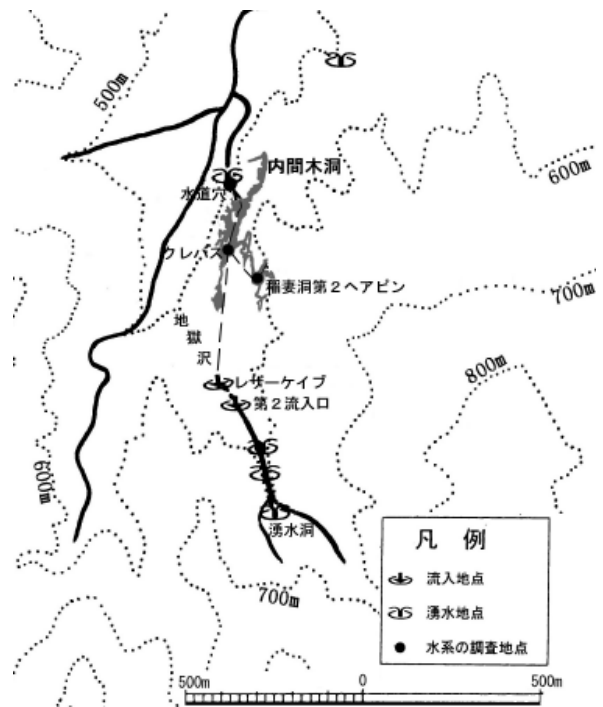 500m
内間木洞
600m
水道穴
クレバス
稲妻洞第2ヘアピン
700m
地獄沢
800m
レザーケイブ
第2流入口
600m
湧水洞
700m
凡 例
流入地点
湧水地点
水系の調査地点
500m 0 500m